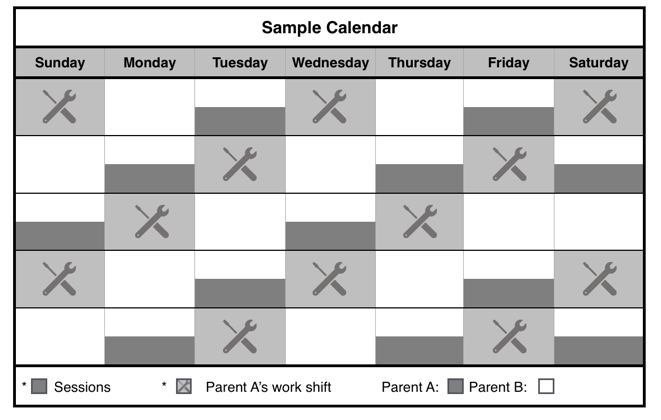 Sample Calendar
Sunday Monday Tuesday Wednesday Thursday Friday Saturday
* Sessions * Parent A's work shift Parent A: Parent B: